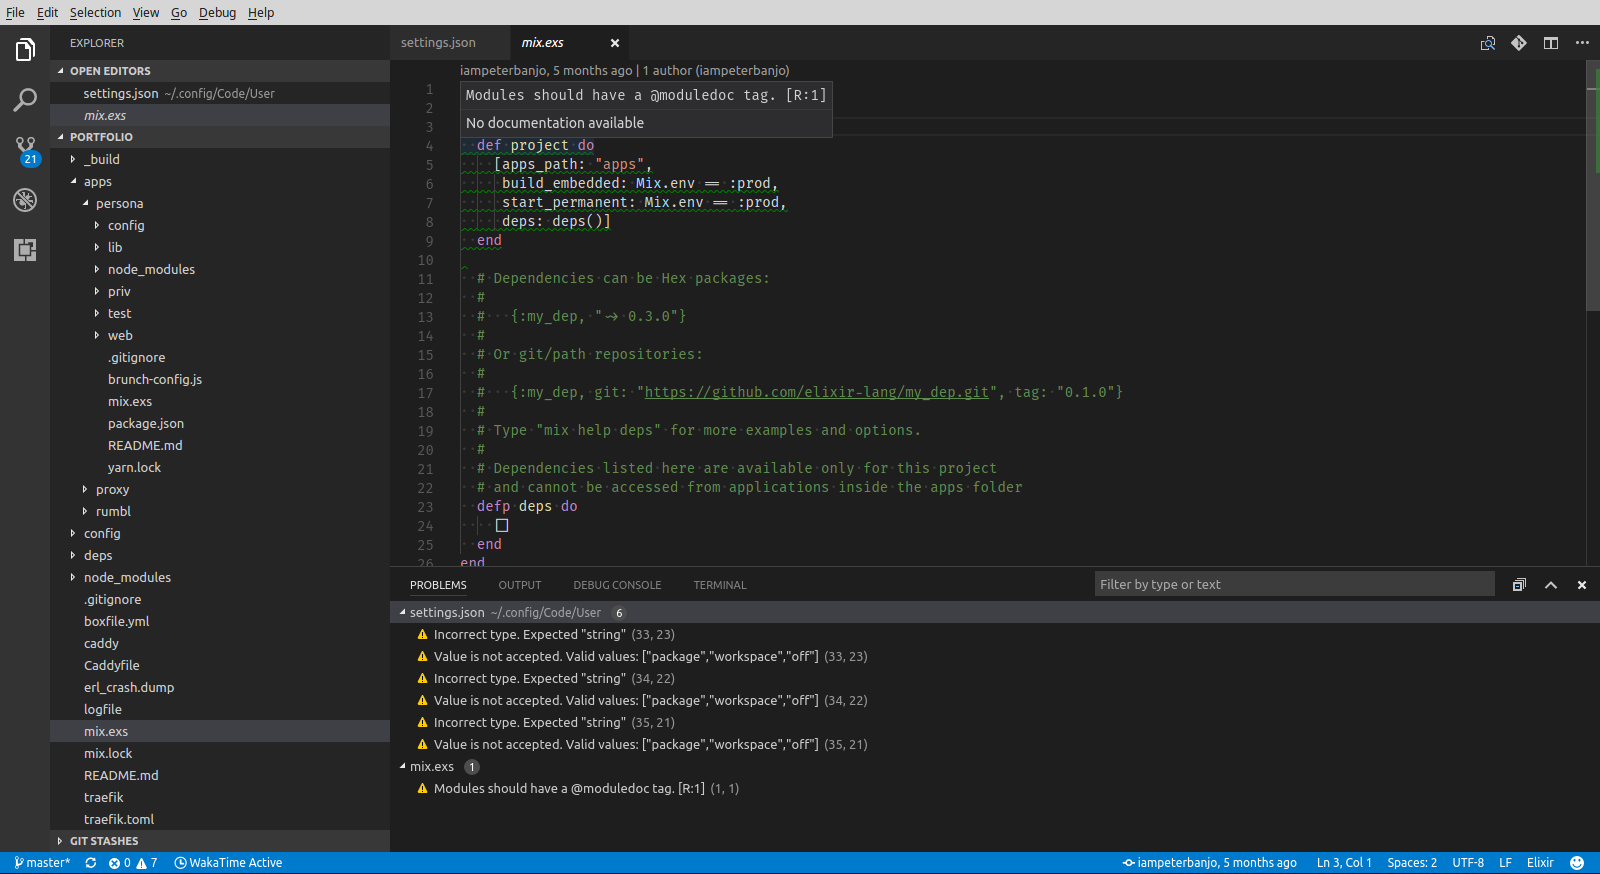 File Edit Selection View Go Debug Help
EXPLORER
OPEN EDITORS
settings.json ~/.config/Code/User
mix.exs
PORTFOLIO
_build
apps
persona
config
lib
node_modules
priv
test
web
.gitignore
brunch-config.js
mix.exs
package.json
README.md
yarn.lock
proxy
rumbl
config
deps
node_modules
.gitignore
boxfile.yml
caddy
Caddyfile
erl_crash.dump
logfile
mix.exs
mix.lock
README.md
traefik
traefik.toml
GIT STASHES
21
settings.json mix.exs
iampeterbanjo, 5 months ago | 1 author (iampeterbanjo)
Modules should have a @moduledoc tag. [R:1]
No documentation available
1
2
3
4 def project do
5 [apps_path: "apps",
6 build_embedded: Mix.env == :prod,
7 start_permanent: Mix.env == :prod,
8 deps: deps()]
9 end
10
11 # Dependencies can be Hex packages:
12 #
13 # {:my_dep, "~> 0.3.0"}
14 #
15 # Or git/path repositories:
16 #
17 # {:my_dep, git: "https://github.com/elixir-lang/my_dep.git", tag: "0.1.0"}
18 #
19 # Type "mix help deps" for more examples and options.
20 #
21 # Dependencies listed here are available only for this project
22 # and cannot be accessed from applications inside the apps folder
23 defp deps do
24 []
25 end
26 end
PROBLEMS OUTPUT DEBUG CONSOLE TERMINAL Filter by type or text
settings.json ~/.config/Code/User 6
Incorrect type. Expected "string" (33, 23)
Value is not accepted. Valid values: ["package","workspace","off"] (33, 23)
Incorrect type. Expected "string" (34, 22)
Value is not accepted. Valid values: ["package","workspace","off"] (34, 22)
Incorrect type. Expected "string" (35, 21)
Value is not accepted. Valid values: ["package","workspace","off"] (35, 21)
mix.exs 1
Modules should have a @moduledoc tag. [R:1] (1, 1)
master* 0 7 WakaTime Active iampeterbanjo, 5 months ago Ln 3, Col 1 Spaces: 2 UTF-8 LF Elixir